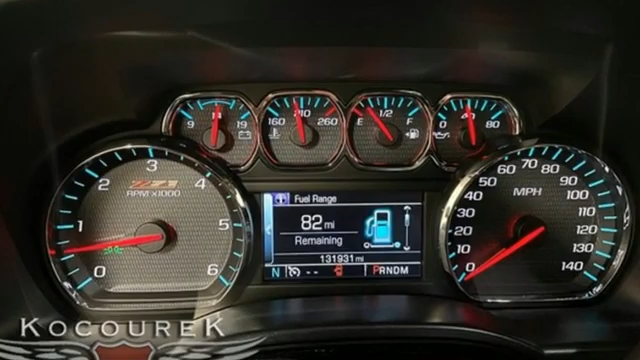 9 14 19
160 210 260
E 1/2 F
0 40 80
0 1 2 3 4 5 6
Z71
RPM X1000
Fuel Range
82 mi
Remaining
131931 mi
N -- PRNDM
0 10 20 30 40 50 60 70 80 90 100 110 120 130 140
MPH
KOCOUREK